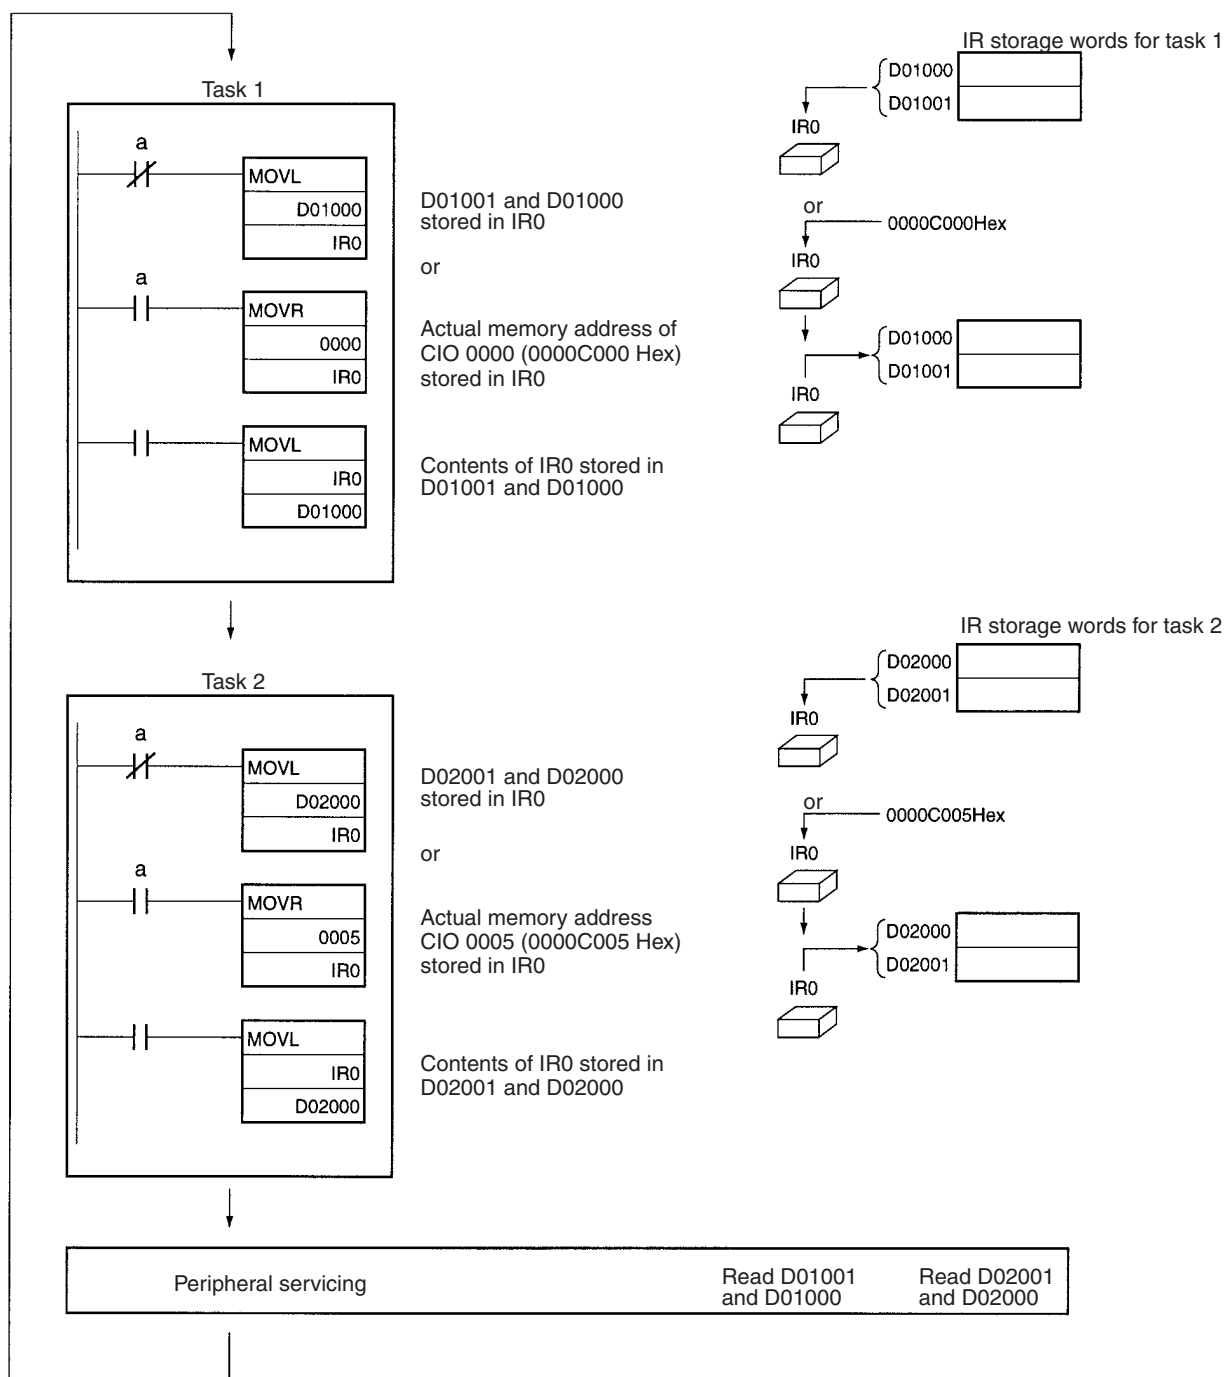 IR storage words for task 1
D01000
D01001
IR0
or
0000C000Hex
IR0
D01000
D01001
IR0
Task 1
a
MOVL
D01000
IR0
D01001 and D01000
stored in IR0
or
a
MOVR
0000
IR0
Actual memory address of
CIO 0000 (0000C000 Hex)
stored in IR0
MOVL
IR0
D01000
Contents of IR0 stored in
D01001 and D01000
IR storage words for task 2
D02000
D02001
IR0
or
0000C005Hex
IR0
D02000
D02001
IR0
Task 2
a
MOVL
D02000
IR0
D02001 and D02000
stored in IR0
or
a
MOVR
0005
IR0
Actual memory address
CIO 0005 (0000C005 Hex)
stored in IR0
MOVL
IR0
D02000
Contents of IR0 stored in
D02001 and D02000
Peripheral servicing
Read D01001
and D01000
Read D02001
and D02000